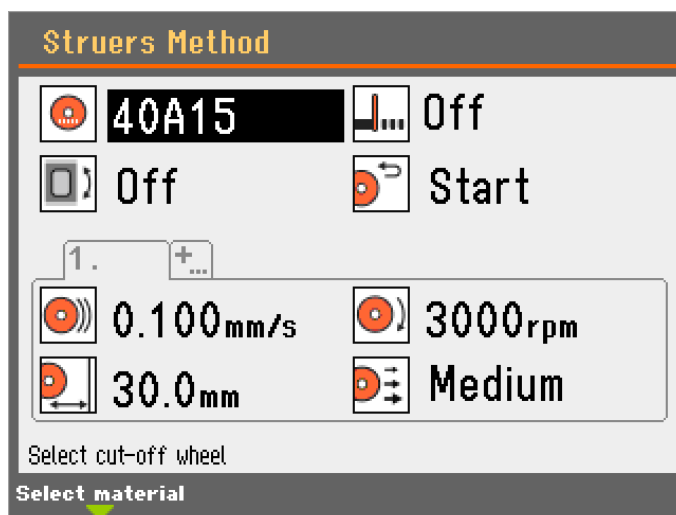 Struers Method
40A15 Off
Off Start
1. +...
0.100mm/s 3000rpm
30.0mm Medium
Select cut-off wheel
Select material